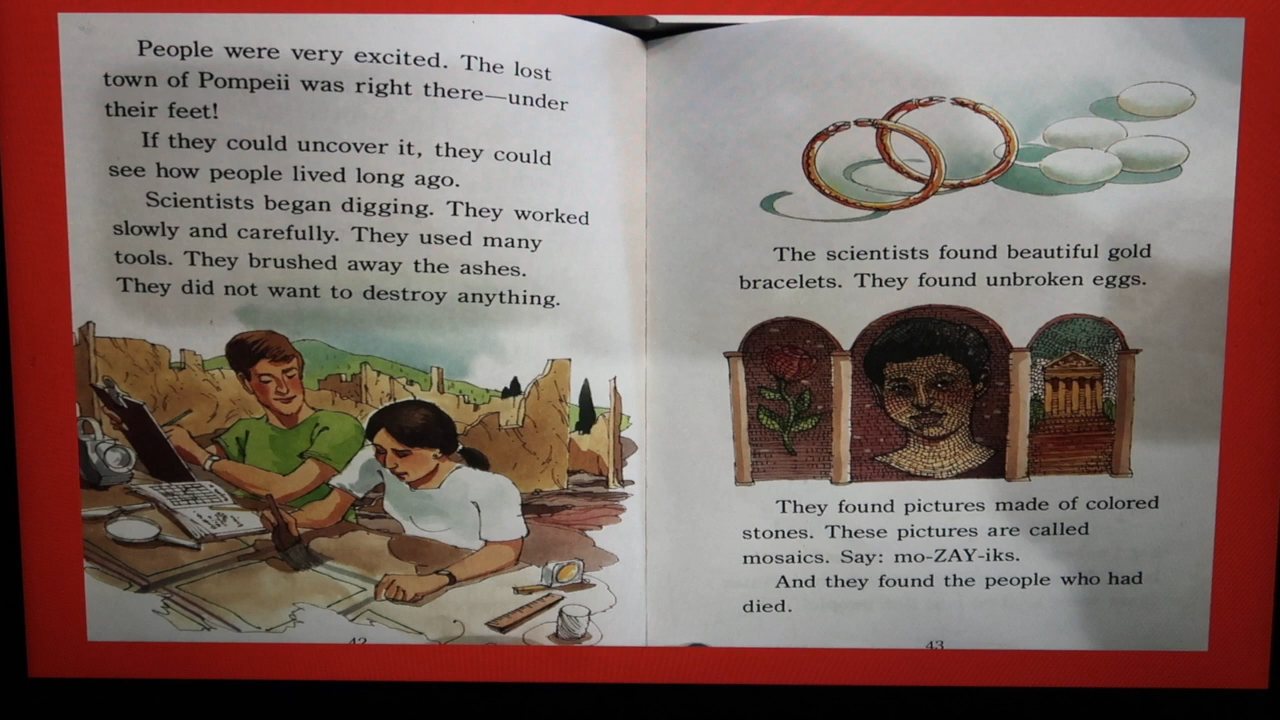 People were very excited. The lost
town of Pompeii was right there—under
their feet!
If they could uncover it, they could
see how people lived long ago.
Scientists began digging. They worked
slowly and carefully. They used many
tools. They brushed away the ashes.
They did not want to destroy anything.
42
The scientists found beautiful gold
bracelets. They found unbroken eggs.
They found pictures made of colored
stones. These pictures are called
mosaics. Say: mo-ZAY-iks.
And they found the people who had
died.
43